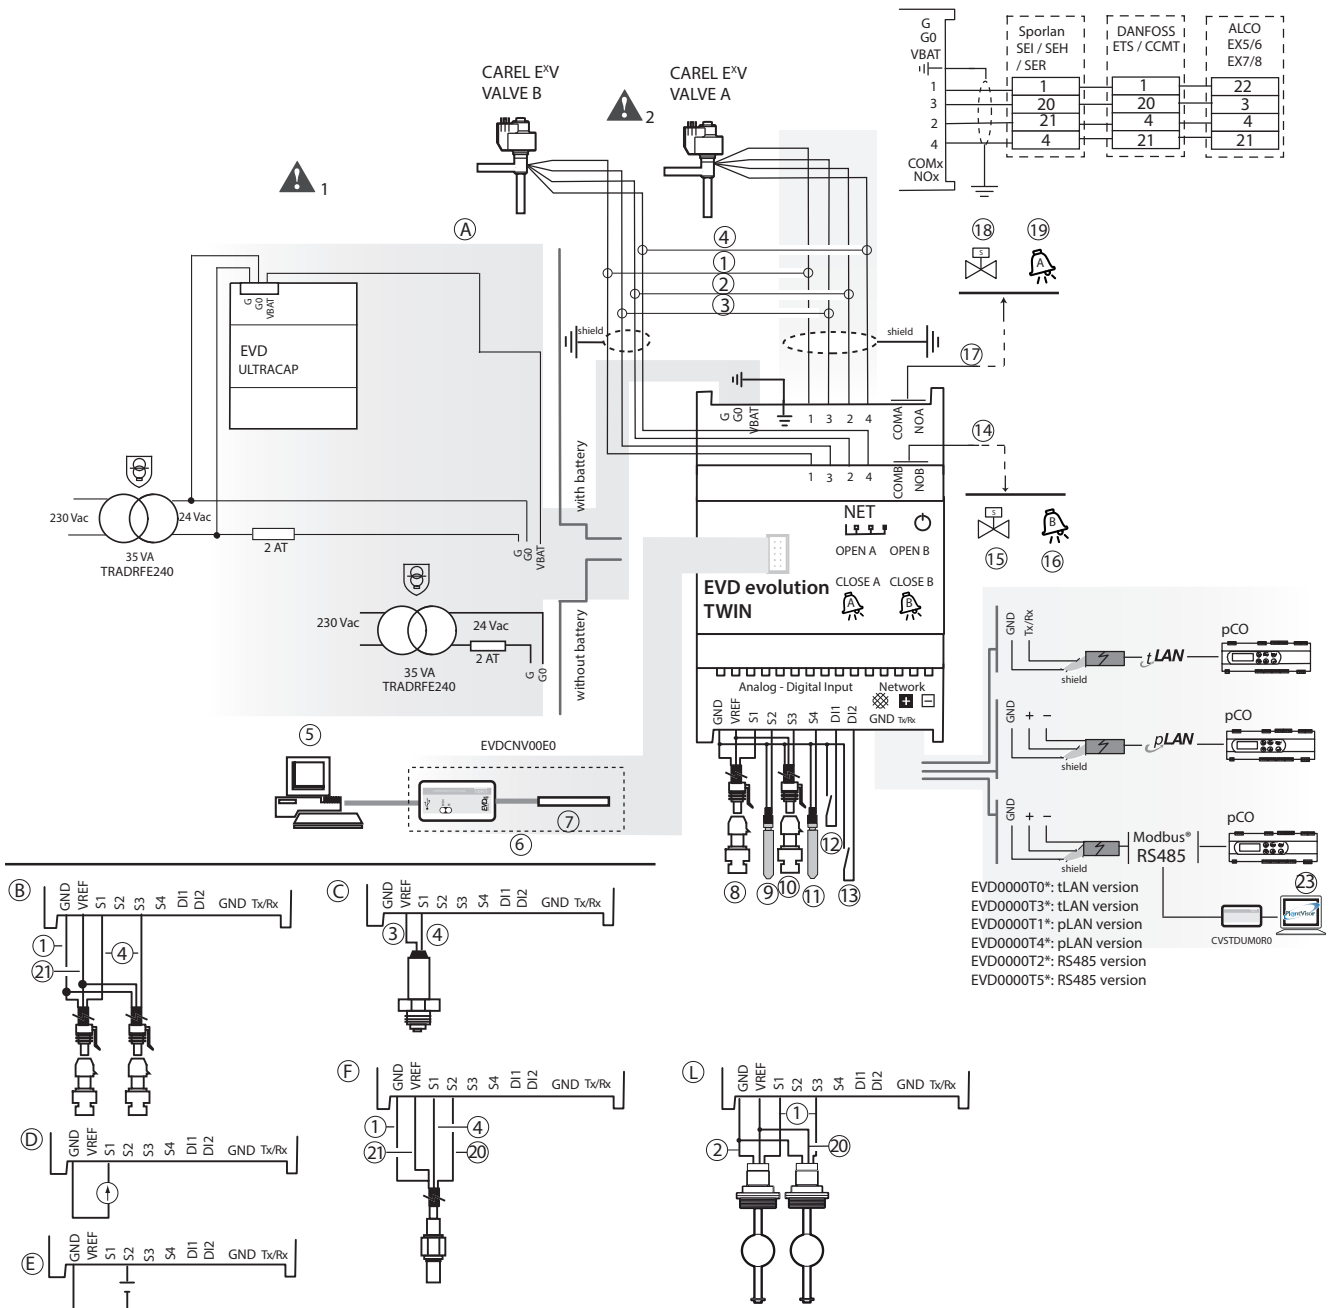 CAREL EXV
VALVE B
CAREL EXV
VALVE A
2
1
G
G0
VBAT
1
3
2
4
COMx
NOx
Sporlan
SEI / SEH
/ SER
1
20
21
4
DANFOSS
ETS / CCMT
1
20
4
21
ALCO
EX5/6
EX7/8
22
3
4
21
A
G
G0
VBAT
EVD
ULTRACAP
230 Vac
24 Vac
35 VA
TRADRFE240
2 AT
G
G0
VBAT
with battery
230 Vac
24 Vac
35 VA
TRADRFE240
2 AT
G
G0
without battery
4
1
2
3
shield
shield
18
S
19
A
17
14
15
S
16
B
G
G0
VBAT
1 3 2 4
COMA
NOA
1 3 2 4
COMB
NOB
NET
OPEN A OPEN B
CLOSE A CLOSE B
A
B
EVD evolution
TWIN
Analog - Digital Input
Network
GND
VREF
S1
S2
S3
S4
DI1
DI2
GND Tx/Rx
5
EVDCNV00E0
EVD4
6
7
8
9
10
11
12
13
GND
Tx/Rx
shield
tLAN
pCO
GND
+
−
shield
pLAN
pCO
GND
+
−
shield
Modbus®
RS485
pCO
EVD0000T0*: tLAN version
EVD0000T3*: tLAN version
EVD0000T1*: pLAN version
EVD0000T4*: pLAN version
EVD0000T2*: RS485 version
EVD0000T5*: RS485 version
CVSTDUM0R0
23
PlantVisor
B
GND
VREF
S1
S2
S3
S4
DI1
DI2
GND Tx/Rx
1
21
4
C
GND
VREF
S1
S2
S3
S4
DI1
DI2
GND Tx/Rx
3
4
D
GND
VREF
S1
S2
S3
S4
DI1
DI2
GND Tx/Rx
E
GND
VREF
S1
S2
S3
S4
DI1
DI2
GND Tx/Rx
F
GND
VREF
S1
S2
S3
S4
DI1
DI2
GND Tx/Rx
1
21
4
20
L
GND
VREF
S1
S2
S3
S4
DI1
DI2
GND Tx/Rx
1
2
20